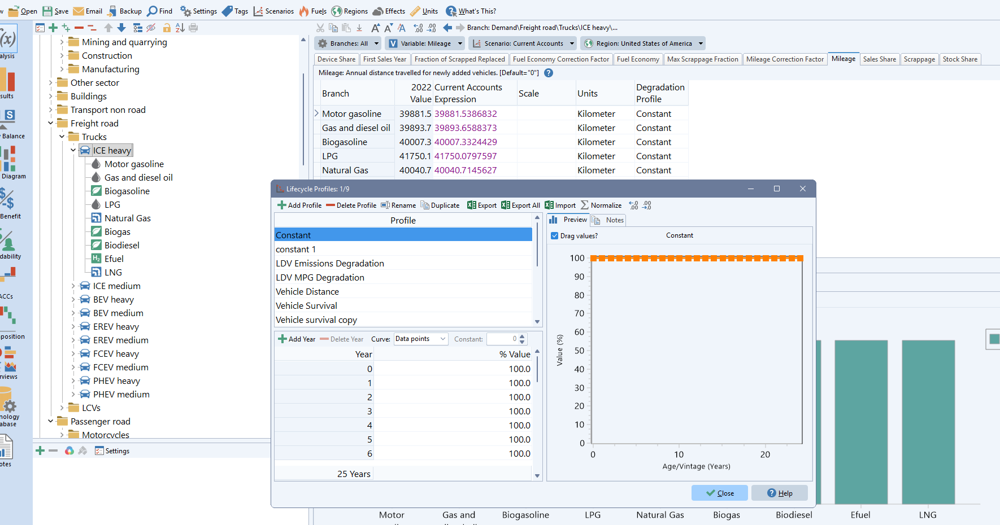 w Open Save Email Backup Find Settings Tags Scenarios Fuels Regions Effects Units What's This?
Branch: Demand\Freight road\Trucks\ICE heavy\...
Branches: All Variable: Mileage Scenario: Current Accounts Region: United States of America
Device Share First Sales Year Fraction of Scrapped Replaced Fuel Economy Correction Factor Fuel Economy Max Scrappage Fraction Mileage Correction Factor Mileage Sales Share Scrappage Stock Share
Mileage: Annual distance travelled for newly added vehicles. [Default="0"]
(x)
alysis
sults
S
Balance
Diagram
Benefit
dability
ACCs
position
rviews
nology
abase
otes
Mining and quarrying
Construction
Manufacturing
Other sector
Buildings
Transport non road
Freight road
Trucks
ICE heavy
Motor gasoline
Gas and diesel oil
Biogasoline
LPG
Natural Gas
Biogas
Biodiesel
H2 Efuel
LNG
ICE medium
BEV heavy
BEV medium
EREV heavy
EREV medium
FCEV heavy
FCEV medium
PHEV heavy
PHEV medium
LCVs
Passenger road
Motorcycles
Settings
Branch 2022 Value Current Accounts Expression Scale Units Degradation Profile
Motor gasoline 39881.5 39881.5386832 Kilometer Constant
Gas and diesel oil 39893.7 39893.6588373 Kilometer Constant
Biogasoline 40007.3 40007.3324429 Kilometer Constant
LPG 41750.1 41750.0797597 Kilometer Constant
Natural Gas 40040.7 40040.7145627 Kilometer Constant
Lifecycle Profiles: 1/9
Add Profile Delete Profile Rename Duplicate Export Export All Import Normalize
Profile
Constant
constant 1
LDV Emissions Degradation
LDV MPG Degradation
Vehicle Distance
Vehicle Survival
Vehicle survival copy
Add Year Delete Year Curve: Data points Constant: 0
Year % Value
0 100.0
1 100.0
2 100.0
3 100.0
4 100.0
5 100.0
6 100.0
25 Years
Preview Notes
Drag values? Constant
100
90
80
70
60
50
40
30
20
10
0
Value (%)
0 10 20
Age/Vintage (Years)
Close Help
Motor Gas and Biogasoline LPG Natural Gas Biogas Biodiesel Efuel LNG